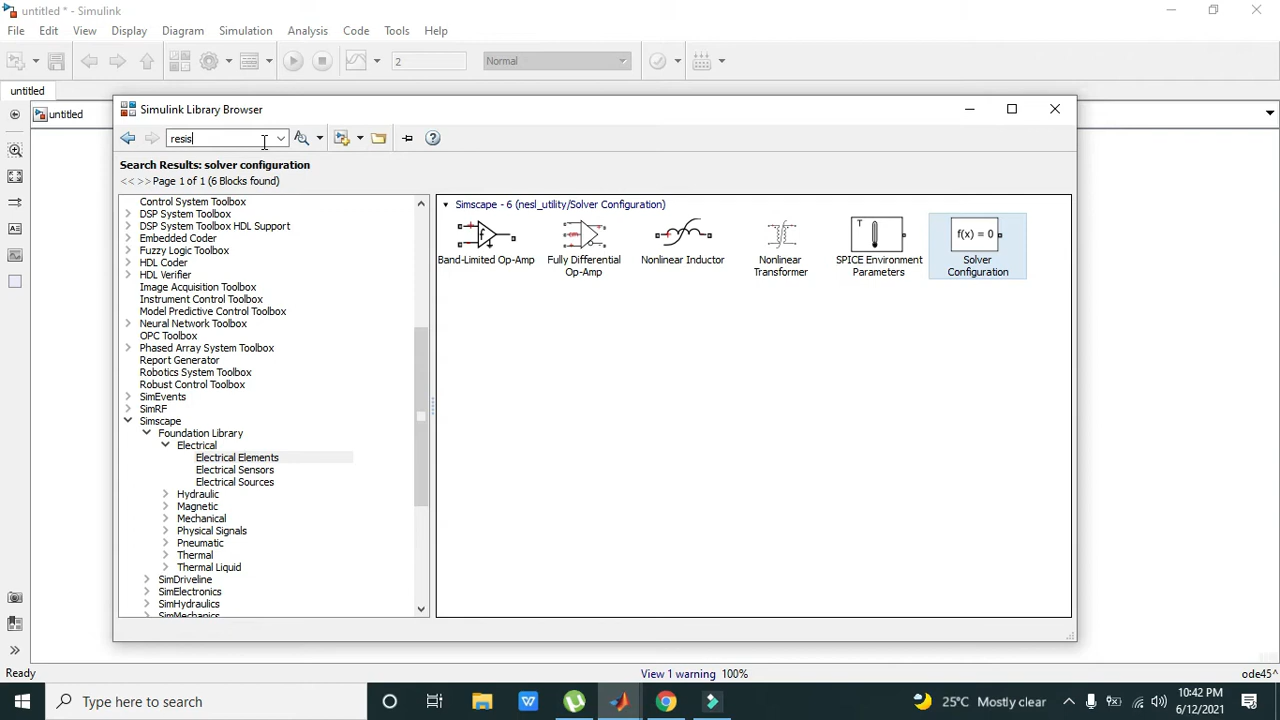 untitled * - Simulink
File Edit View Display Diagram Simulation Analysis Code Tools Help
2 Normal
untitled
untitled
Simulink Library Browser
resis
Search Results: solver configuration
<< >> Page 1 of 1 (6 Blocks found)
Control System Toolbox
DSP System Toolbox
DSP System Toolbox HDL Support
Embedded Coder
Fuzzy Logic Toolbox
HDL Coder
HDL Verifier
Image Acquisition Toolbox
Instrument Control Toolbox
Model Predictive Control Toolbox
Neural Network Toolbox
OPC Toolbox
Phased Array System Toolbox
Report Generator
Robotics System Toolbox
Robust Control Toolbox
SimEvents
SimRF
Simscape
Foundation Library
Electrical
Electrical Elements
Electrical Sensors
Electrical Sources
Hydraulic
Magnetic
Mechanical
Physical Signals
Pneumatic
Thermal
Thermal Liquid
SimDriveline
SimElectronics
SimHydraulics
SimMechanics
Simscape - 6 (nesl_utility/Solver Configuration)
Band-Limited Op-Amp
Fully Differential
Op-Amp
Nonlinear Inductor
Nonlinear
Transformer
T
SPICE Environment
Parameters
f(x) = 0
Solver
Configuration
Ready View 1 warning 100% ode45
Type here to search
25°C Mostly clear
10:42 PM
6/12/2021